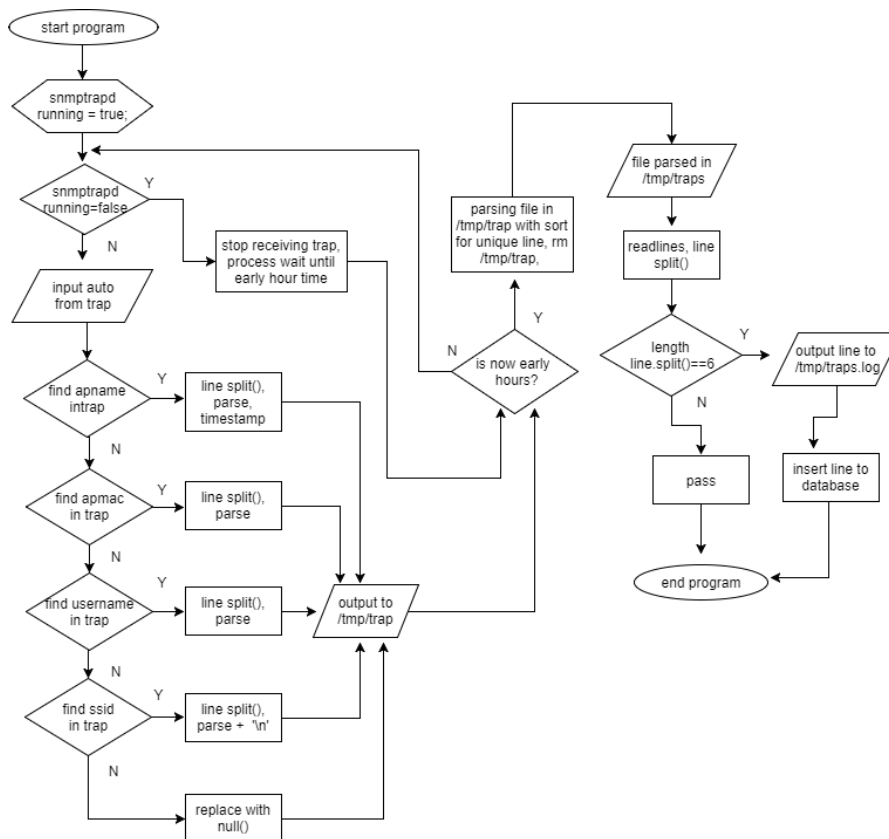 start program
snmptrapd
running = true;
snmptrapd
running=false
Y
N
stop receiving trap,
process wait until
early hour time
input auto
from trap
find apname
intrap
Y
line split(),
parse,
timestamp
N
find apmac
in trap
Y
line split(),
parse
N
find username
in trap
Y
line split(),
parse
output to
/tmp/trap
N
find ssid
in trap
Y
line split(),
parse + '\n'
N
replace with
null()
is now early
hours?
N
Y
parsing file in
/tmp/trap with sort
for unique line, rm
/tmp/trap,
file parsed in
/tmp/traps
readlines, line
split()
length
line.split()==6
Y
output line to
/tmp/traps.log
N
pass
insert line to
database
end program